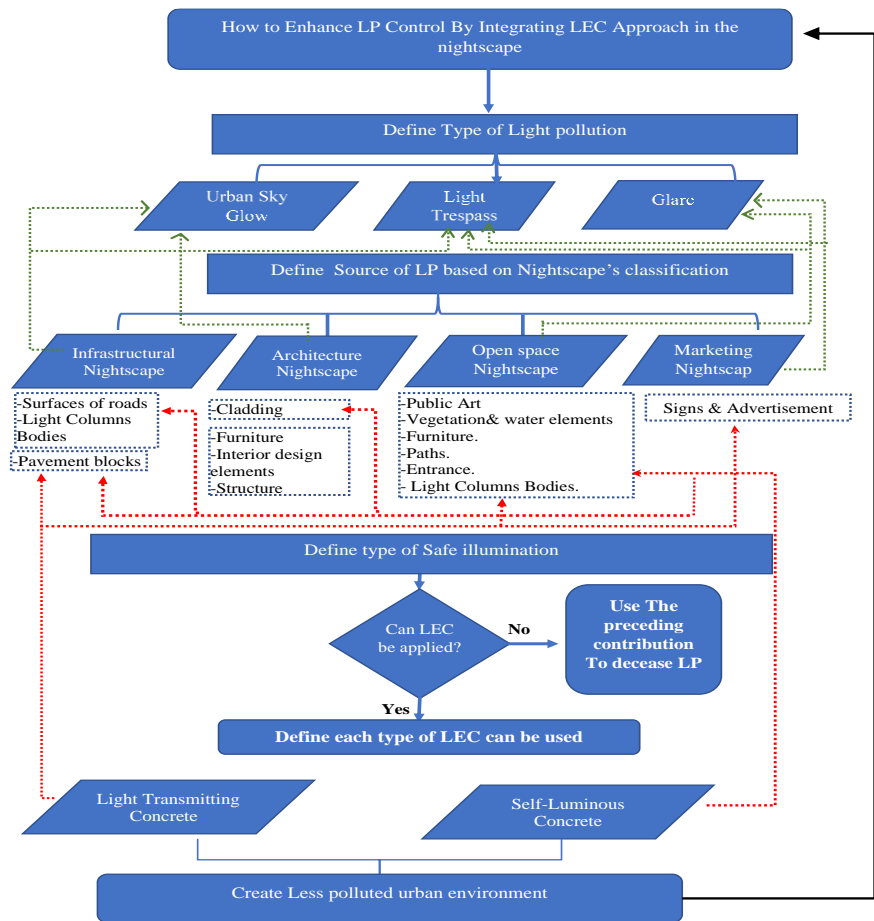 How to Enhance LP Control By Integrating LEC Approach in the
nightscape
Define Type of Light pollution
Urban Sky
Glow
Light
Trespass
Glare
Define Source of LP based on Nightscape's classification
Infrastructural
Nightscape
Architecture
Nightscape
Open space
Nightscape
Marketing
Nightscap
-Surfaces of roads
-Light Columns
Bodies
-Pavement blocks
-Cladding
-Furniture
-Interior design
elements
-Structure
-Public Art
-Vegetation& water elements
-Furniture.
-Paths.
-Entrance.
- Light Columns Bodies.
Signs & Advertisement
Define type of Safe illumination
Can LEC
be applied?
No
Use The
preceding
contribution
To decease LP
Yes
Define each type of LEC can be used
Light Transmitting
Concrete
Self-Luminous
Concrete
Create Less polluted urban environment